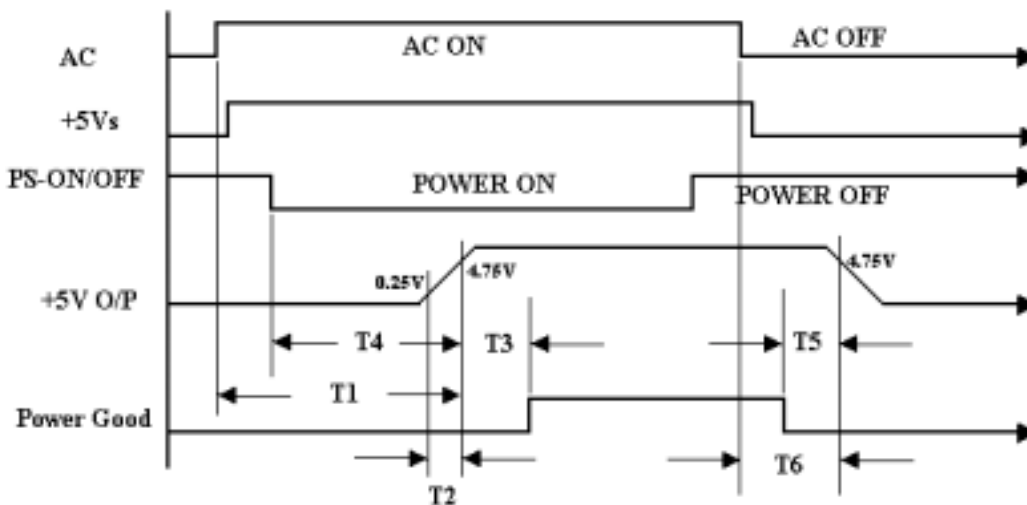 AC
AC ON
AC OFF
+5Vs
PS-ON/OFF
POWER ON
POWER OFF
+5V O/P
0.25V
4.75V
4.75V
T4
T3
T5
T1
Power Good
T2
T6